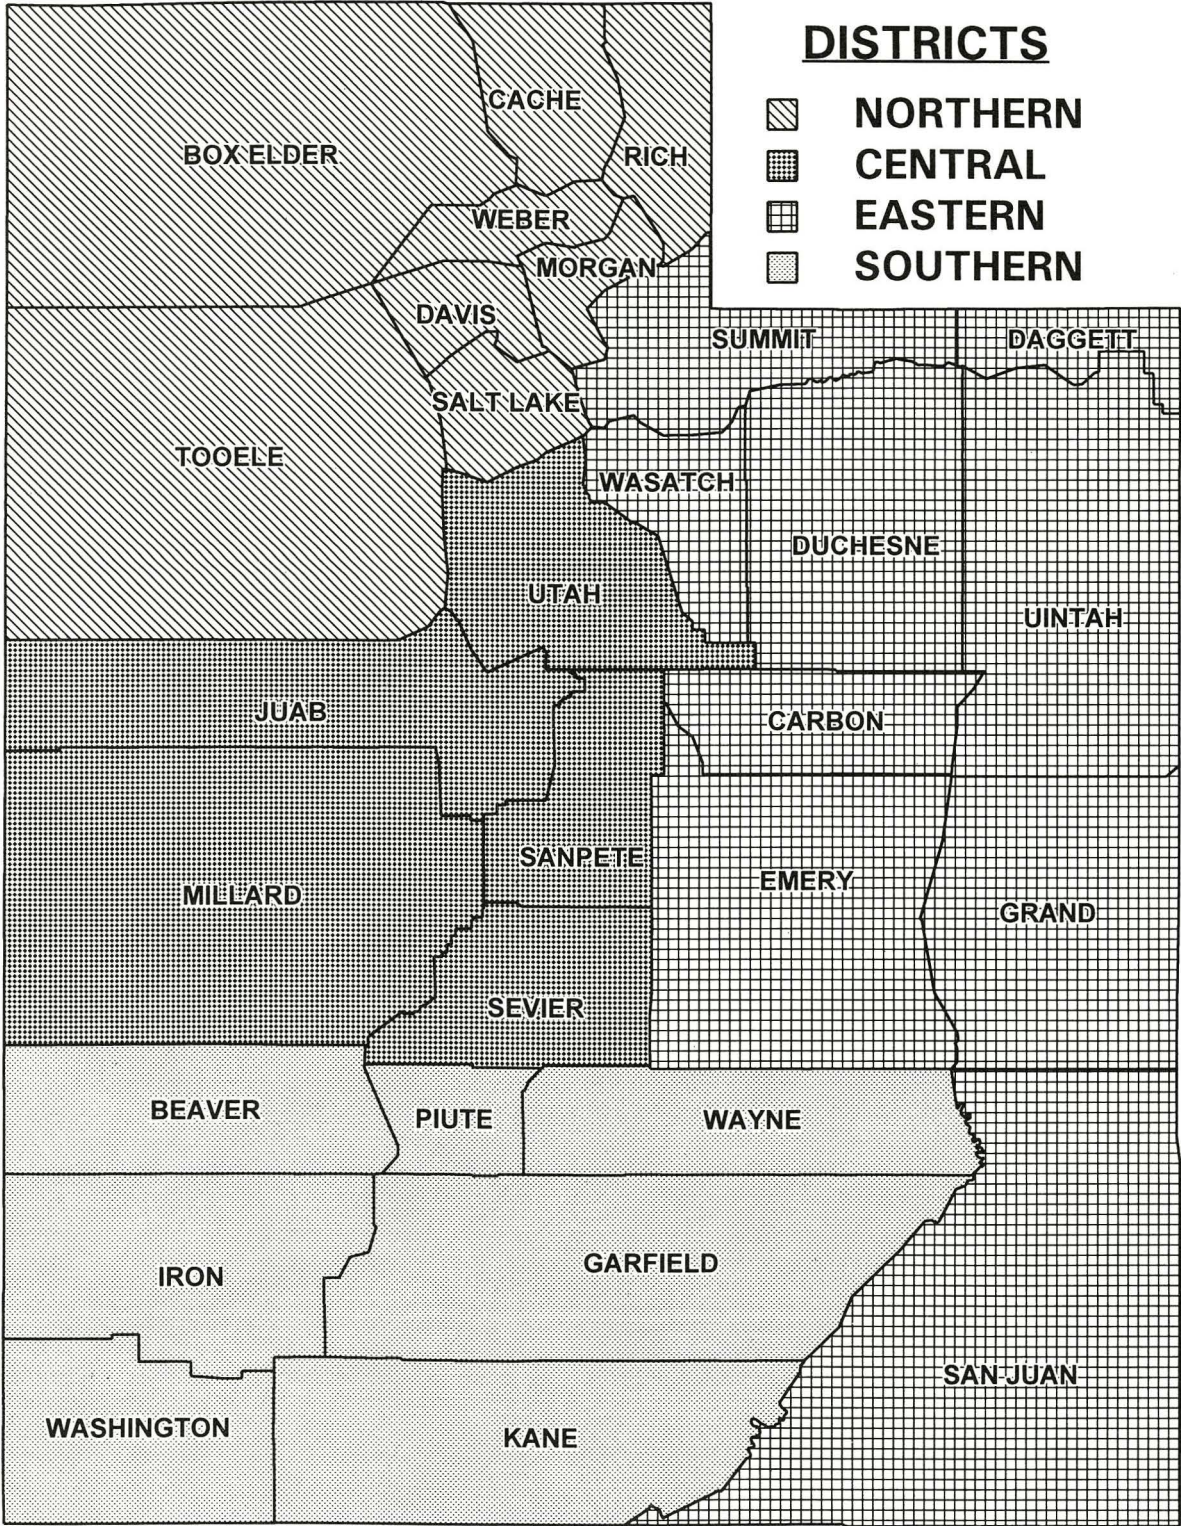 DISTRICTS
NORTHERN
CENTRAL
EASTERN
SOUTHERN
CACHE
BOX ELDER
RICH
WEBER
MORGAN
DAVIS
SUMMIT
DAGGETT
SALT LAKE
TOOELE
WASATCH
DUCHESNE
UTAH
UINTAH
JUAB
CARBON
SANPETE
EMERY
MILLARD
GRAND
SEVIER
BEAVER
PIUTE
WAYNE
GARFIELD
IRON
SAN JUAN
WASHINGTON
KANE